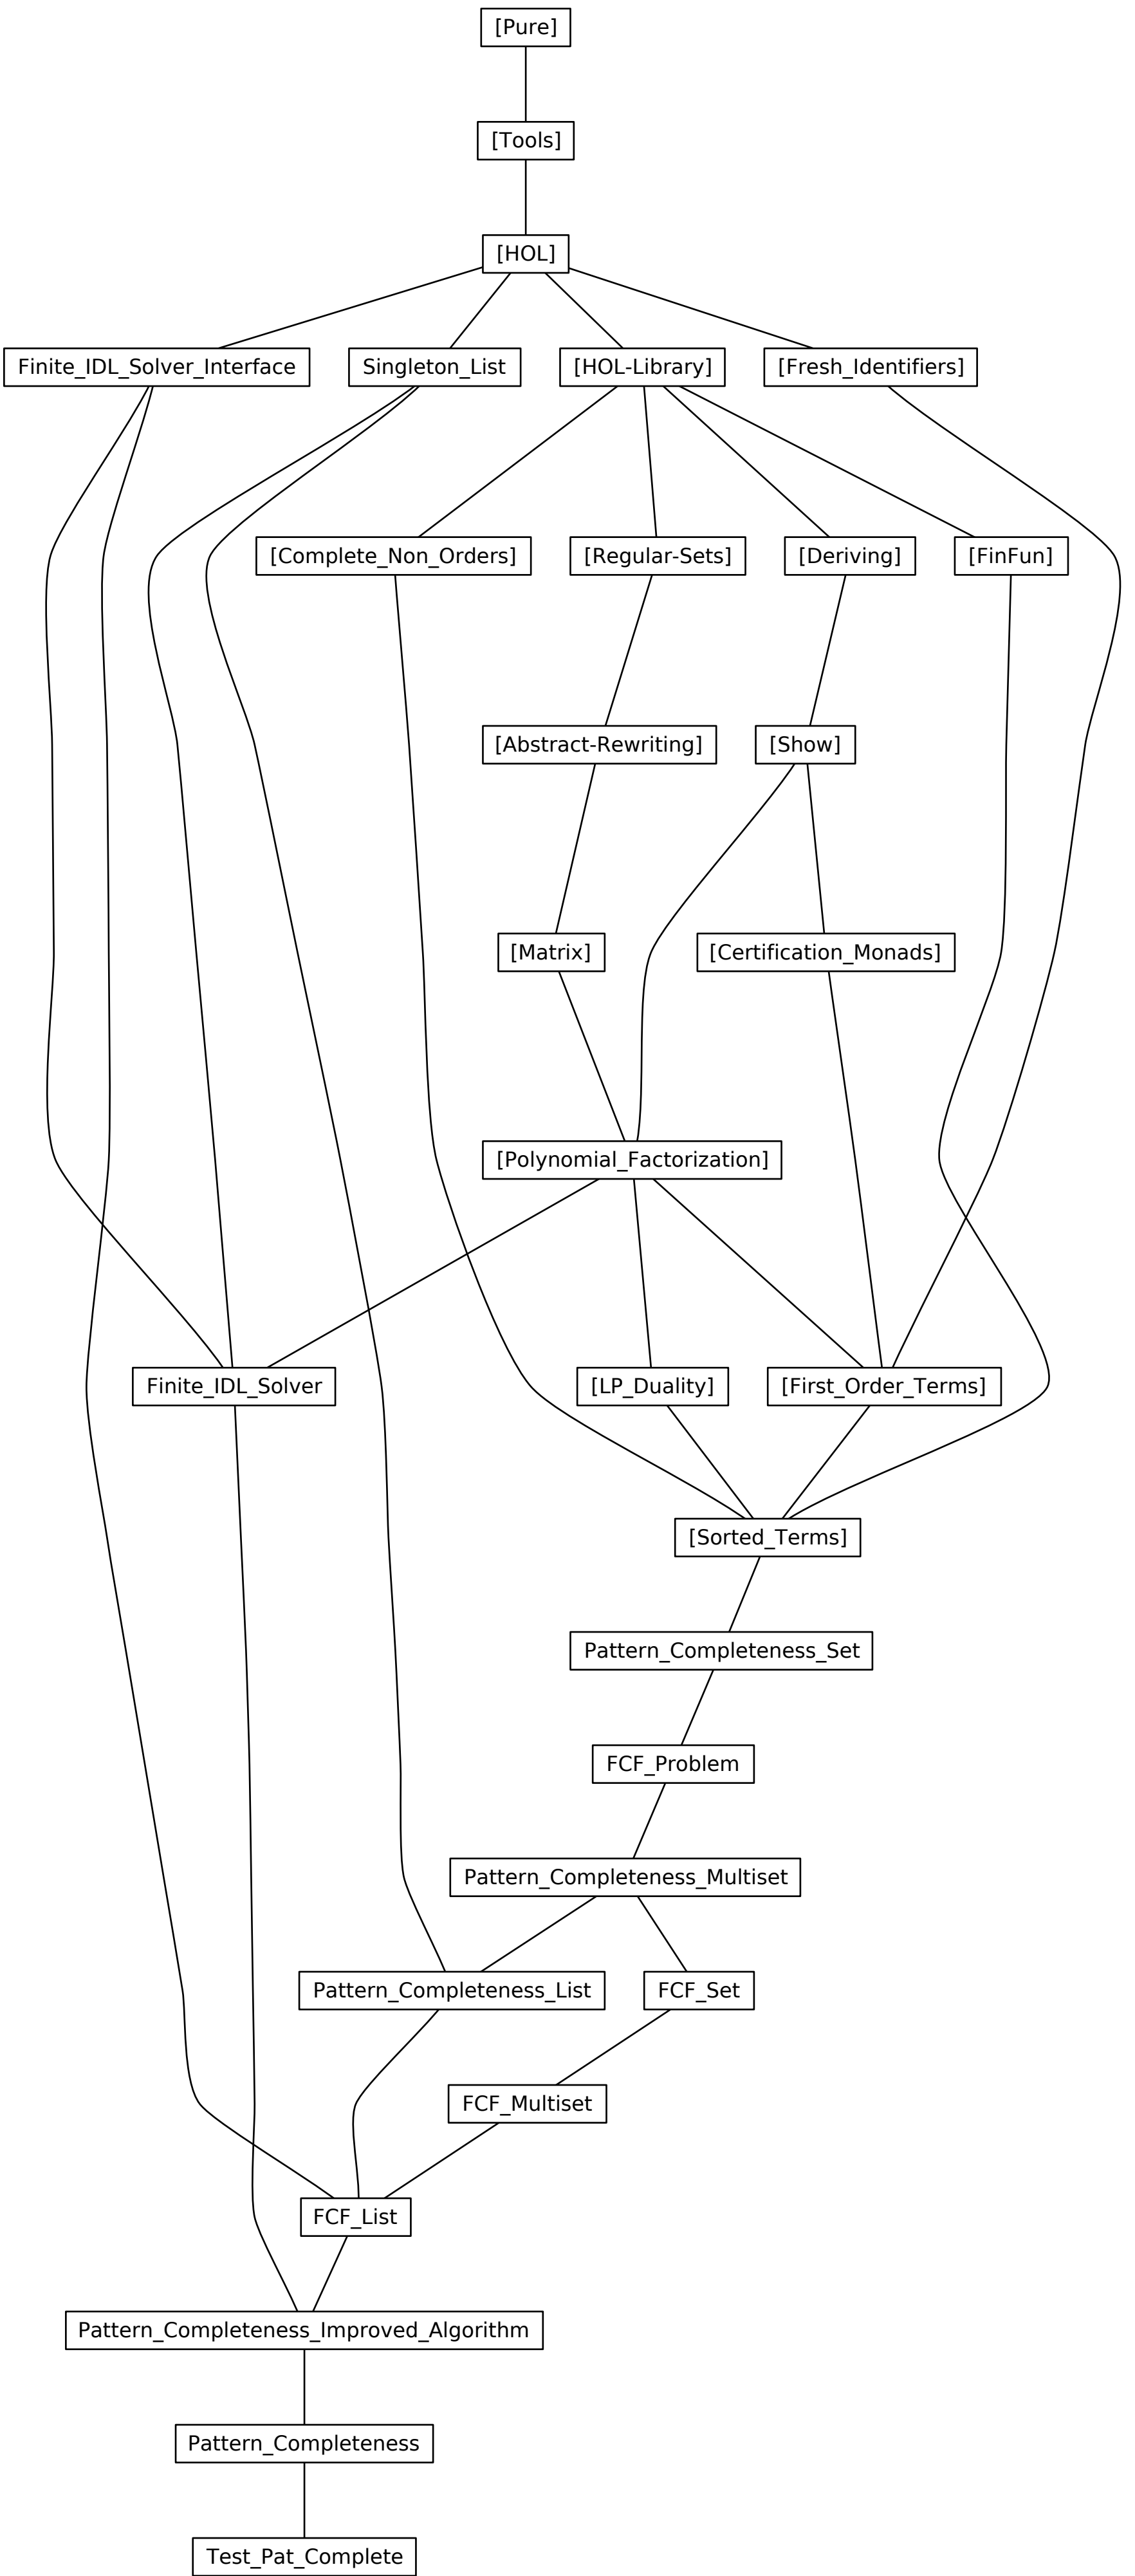 [Pure]
[Tools]
[HOL]
Finite_IDL_Solver_Interface
Singleton_List
[HOL-Library]
[Fresh_Identifiers]
[Complete_Non_Orders]
[Regular-Sets]
[Deriving]
[FinFun]
[Abstract-Rewriting]
[Show]
[Matrix]
[Certification_Monads]
[Polynomial_Factorization]
Finite_IDL_Solver
[LP_Duality]
[First_Order_Terms]
[Sorted_Terms]
Pattern_Completeness_Set
FCF_Problem
Pattern_Completeness_Multiset
Pattern_Completeness_List
FCF_Set
FCF_Multiset
FCF_List
Pattern_Completeness_Improved_Algorithm
Pattern_Completeness
Test_Pat_Complete